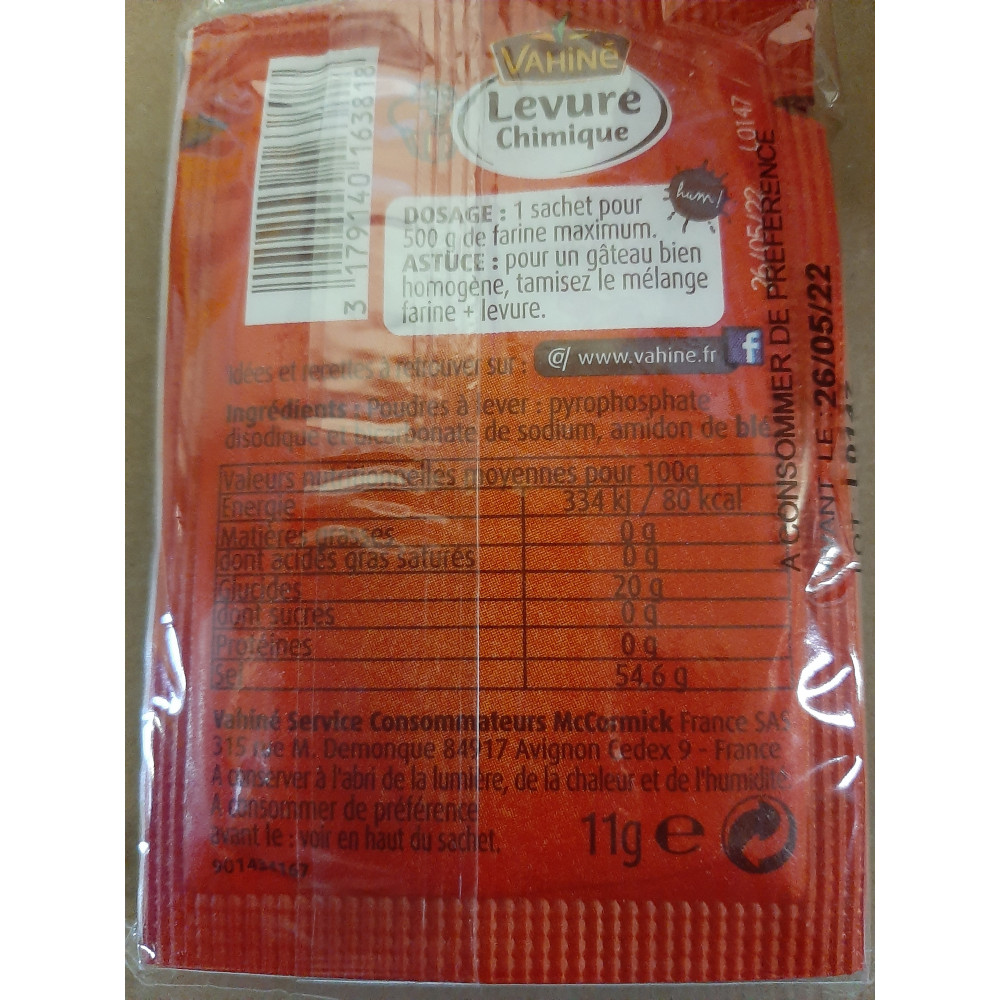 VAHINÉ
Levure
Chimique
3 179140 163818
hum!
DOSAGE : 1 sachet pour
500 g de farine maximum.
ASTUCE : pour un gâteau bien
homogène, tamisez le mélange
farine + levure.
Idées et recettes à retrouver sur :
@/ www.vahine.fr
f
Ingrédients : Poudres à lever : pyrophosphate
disodique et bicarbonate de sodium, amidon de blé
Valeurs nutritionnelles moyennes pour 100g
Energie 334 kJ / 80 kcal
Matières grasses 0 g
dont acides gras saturés 0 g
Glucides 20 g
dont sucres 0 g
Protéines 0 g
Sel 54.6 g
Vahiné Service Consommateurs McCormick France SAS
315 rue M. Demonque 84917 Avignon Cedex 9 - France
A conserver à l'abri de la lumière, de la chaleur et de l'humidité
A consommer de préférence
avant le : voir en haut du sachet.
11g e
26/05/22 L0147
A CONSOMMER DE PREFERENCE
AVANT LE :26/05/22